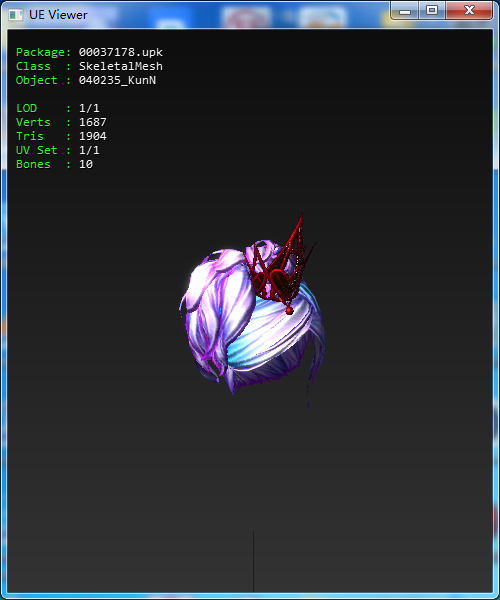 UE Viewer
Package: 00037178.upk
Class  : SkeletalMesh
Object : 040235_KunN
LOD    : 1/1
Verts  : 1687
Tris   : 1904
UV Set : 1/1
Bones  : 10